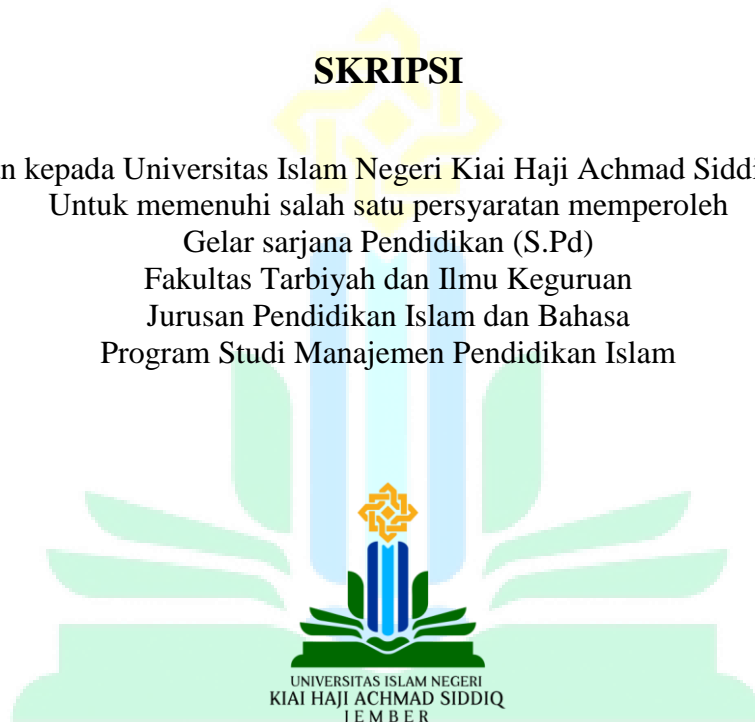 SKRIPSI
n kepada Universitas Islam Negeri Kiai Haji Achmad Siddi
Untuk memenuhi salah satu persyaratan memperoleh
Gelar sarjana Pendidikan (S.Pd)
Fakultas Tarbiyah dan Ilmu Keguruan
Jurusan Pendidikan Islam dan Bahasa
Program Studi Manajemen Pendidikan Islam
UNIVERSITAS ISLAM NEGERI
KIAI HAJI ACHMAD SIDDIQ
JEMBER